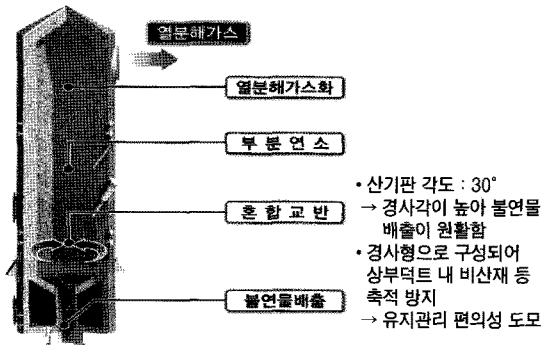 열분해가스
열분해가스화
부 분 연 소
혼 합 교 반
불연물배출
• 산기판 각도 : 30°
→ 경사각이 높아 불연물
배출이 원활함
• 경사형으로 구성되어
상부덕트 내 비산재 등
축적 방지
→ 유지관리 편의성 도모